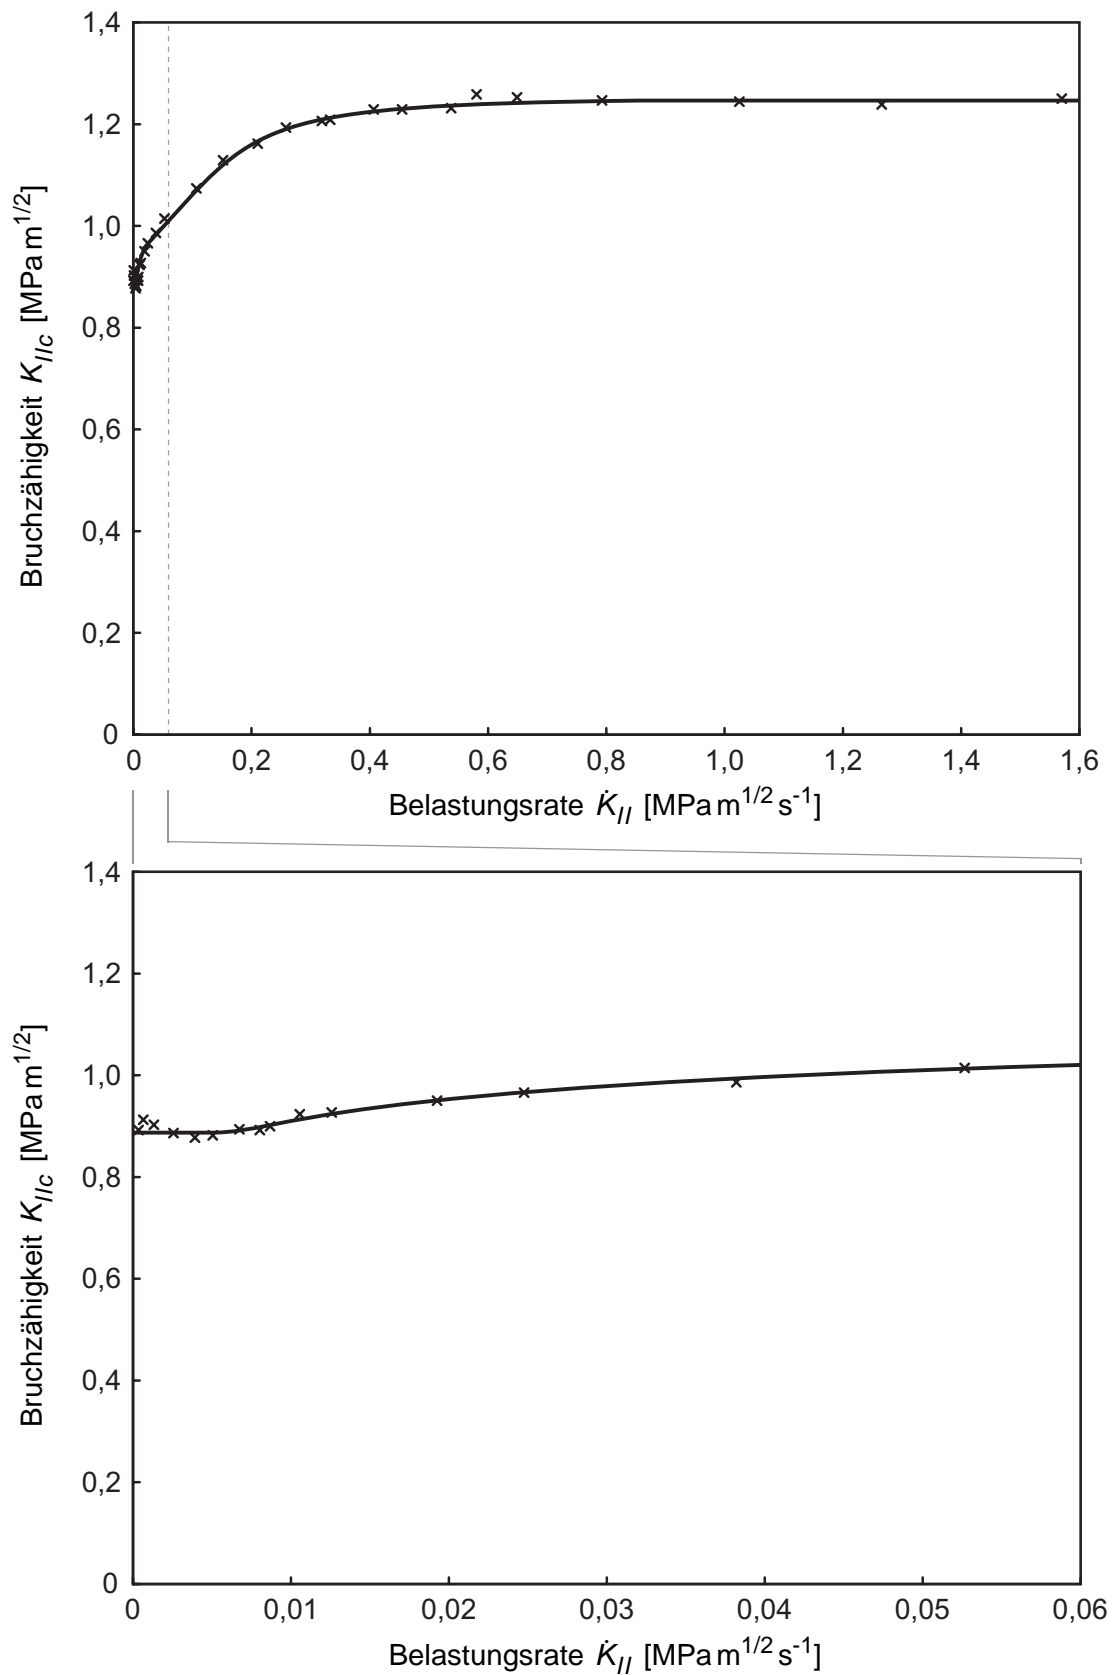 1,4
1,2
1,0
0,8
0,6
0,4
0,2
0
Bruchzähigkeit K_IIc [MPa m^1/2]
0 0,2 0,4 0,6 0,8 1,0 1,2 1,4 1,6
Belastungsrate K̇_II [MPa m^1/2 s^-1]
1,4
1,2
1,0
0,8
0,6
0,4
0,2
0
Bruchzähigkeit K_IIc [MPa m^1/2]
0 0,01 0,02 0,03 0,04 0,05 0,06
Belastungsrate K̇_II [MPa m^1/2 s^-1]